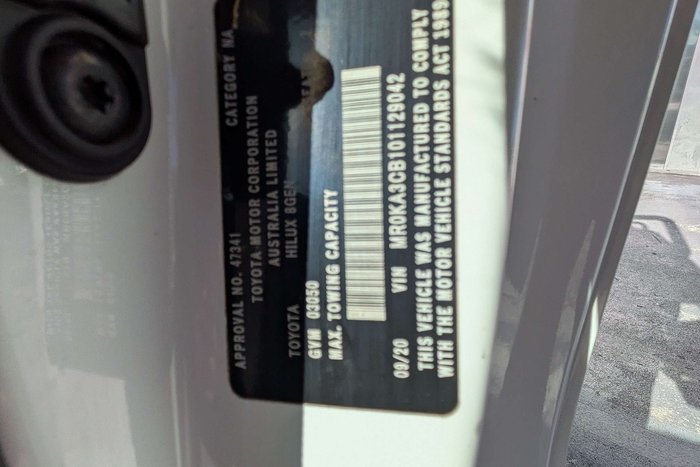 APPROVAL NO. 47341 CATEGORY NA
TOYOTA MOTOR CORPORATION
AUSTRALIA LIMITED
TOYOTA HILUX 8GEN
GVM 03050
MAX. TOWING CAPACITY
09/20 VIN MR0KA3CB101129042
THIS VEHICLE WAS MANUFACTURED TO COMPLY
WITH THE MOTOR VEHICLE STANDARDS ACT 1989